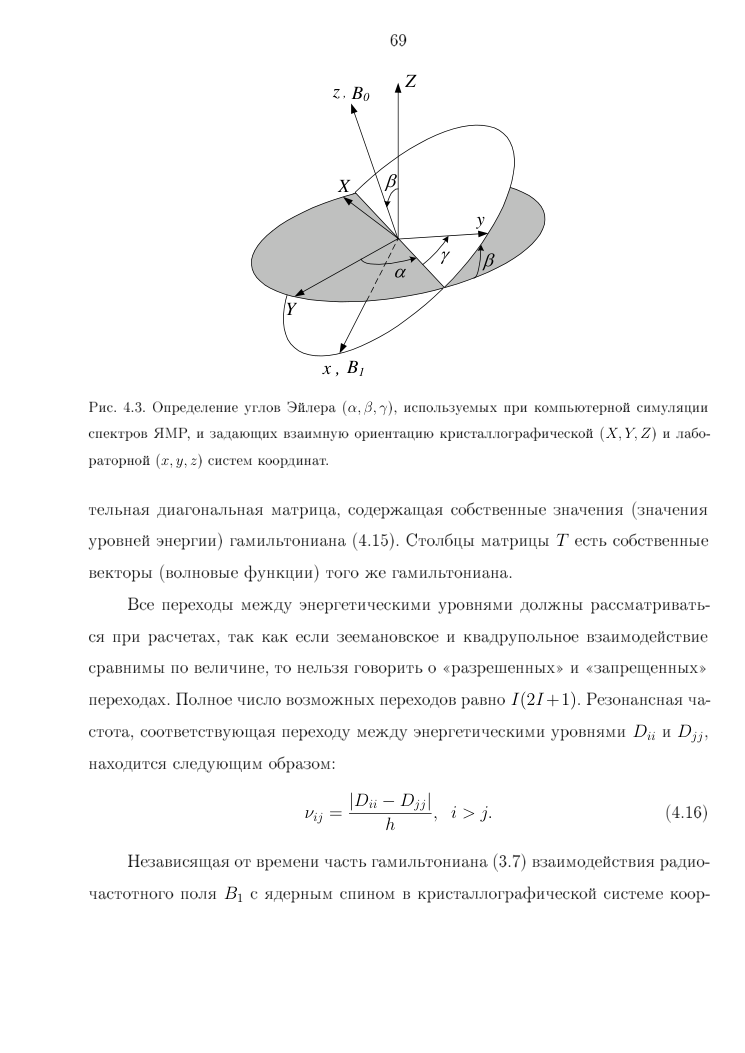 69
Z
z , B₀
β
X
y
γ
β
α
Y
x , B₁
Рис. 4.3. Определение углов Эйлера (α, β, γ), используемых при компьютерной симуляции
спектров ЯМР, и задающих взаимную ориентацию кристаллографической (X, Y, Z) и лабо-
раторной (x, y, z) систем координат.
тельная диагональная матрица, содержащая собственные значения (значения
уровней энергии) гамильтониана (4.15). Столбцы матрицы T есть собственные
векторы (волновые функции) того же гамильтониана.
Все переходы между энергетическими уровнями должны рассматривать-
ся при расчетах, так как если зеемановское и квадрупольное взаимодействие
сравнимы по величине, то нельзя говорить о «разрешенных» и «запрещенных»
переходах. Полное число возможных переходов равно I(2I+1). Резонансная ча-
стота, соответствующая переходу между энергетическими уровнями Dᵢᵢ и Dⱼⱼ,
находится следующим образом:
νᵢⱼ = |Dᵢᵢ − Dⱼⱼ| / h, i > j. (4.16)
Независящая от времени часть гамильтониана (3.7) взаимодействия радио-
частотного поля B₁ с ядерным спином в кристаллографической системе коор-